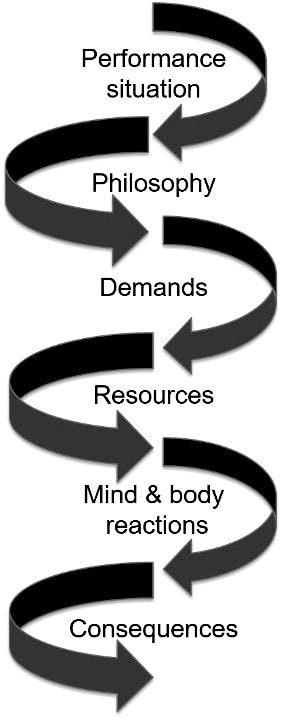 Performance
situation
Philosophy
Demands
Resources
Mind & body
reactions
Consequences